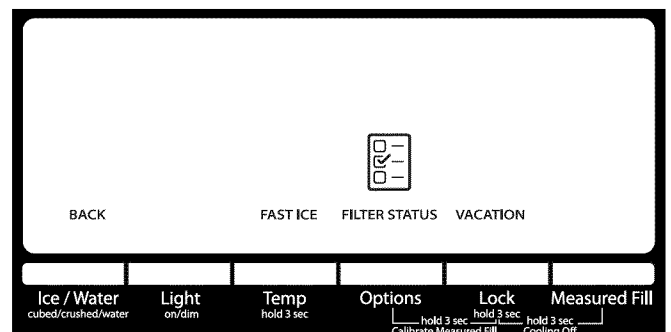 BACK FAST ICE FILTER STATUS VACATION
Ice / Water Light Temp Options Lock Measured Fill
cubed/crushed/water on/dim hold 3 sec hold 3 sec
hold 3 sec hold 3 sec
Calibrate Measured Fill Cooling Off